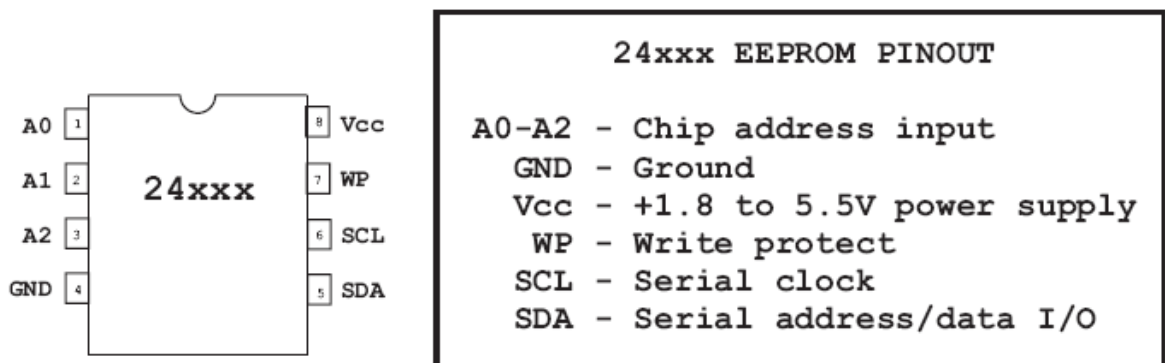 A0 1
A1 2
A2 3
GND 4
24xxx
8 Vcc
7 WP
6 SCL
5 SDA
24xxx EEPROM PINOUT
A0-A2 - Chip address input
GND - Ground
Vcc - +1.8 to 5.5V power supply
WP - Write protect
SCL - Serial clock
SDA - Serial address/data I/O